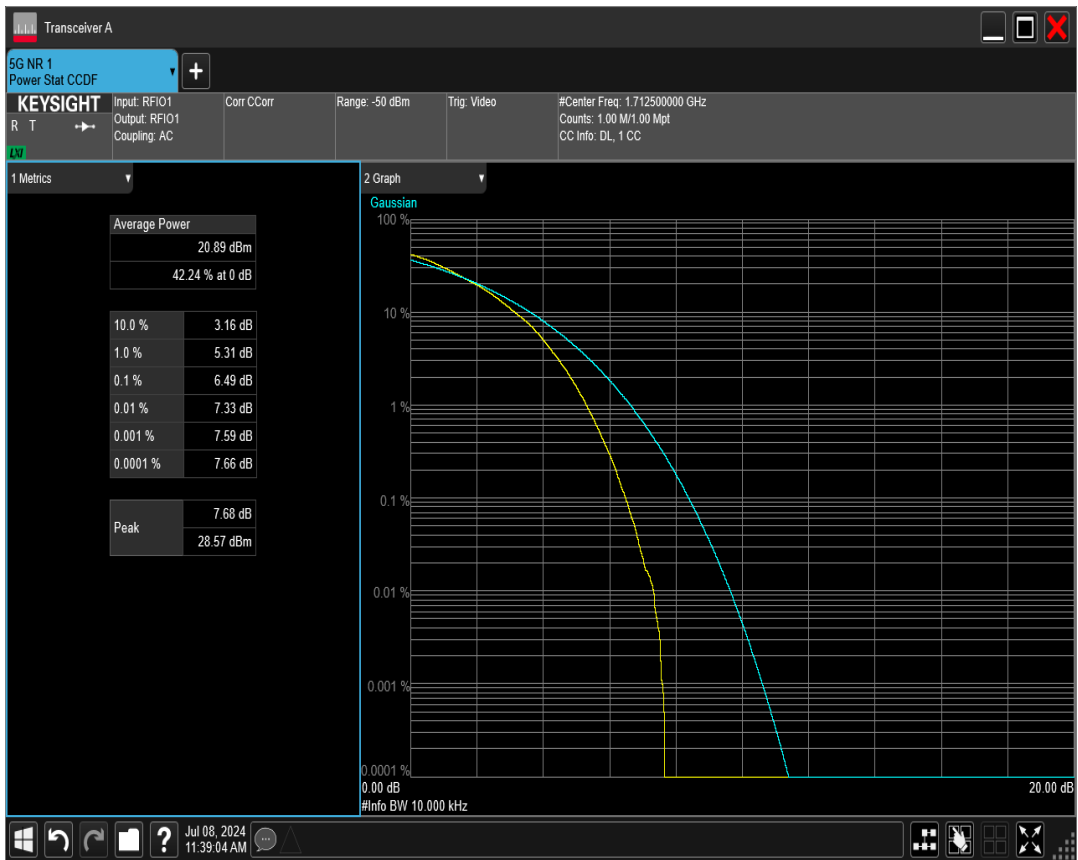 Transceiver A
5G NR 1
Power Stat CCDF
KEYSIGHT
R T
LXI
Input: RFIO1
Output: RFIO1
Coupling: AC
Corr CCorr
Range: -50 dBm
Trig: Video
#Center Freq: 1.712500000 GHz
Counts: 1.00 M/1.00 Mpt
CC Info: DL, 1 CC
1 Metrics
Average Power
20.89 dBm
42.24 % at 0 dB
10.0 % 3.16 dB
1.0 % 5.31 dB
0.1 % 6.49 dB
0.01 % 7.33 dB
0.001 % 7.59 dB
0.0001 % 7.66 dB
Peak
7.68 dB
28.57 dBm
2 Graph
Gaussian
100 %
10 %
1 %
0.1 %
0.01 %
0.001 %
0.0001 %
0.00 dB 20.00 dB
#Info BW 10.000 kHz
?
Jul 08, 2024
11:39:04 AM